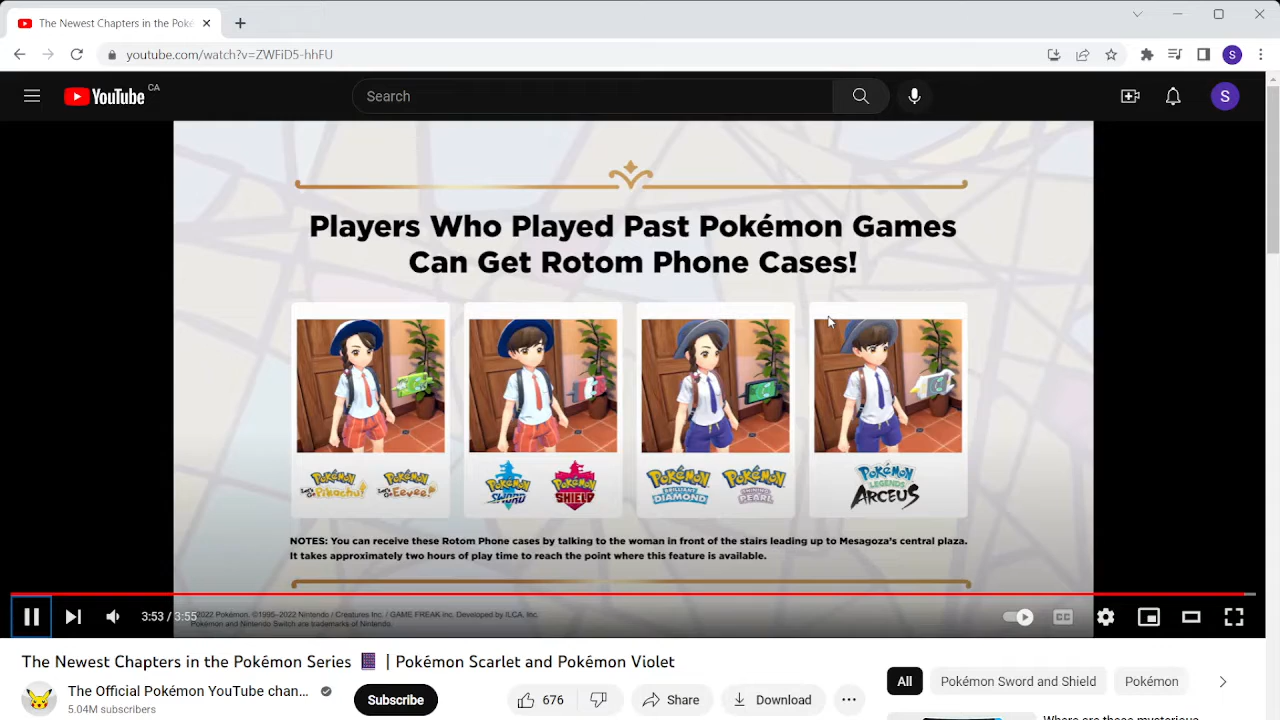 The Newest Chapters in the Poké
youtube.com/watch?v=ZWFiD5-hhFU
S
YouTube CA
Search
S
Players Who Played Past Pokémon Games
Can Get Rotom Phone Cases!
Pokémon Let's Go Pikachu!
Pokémon Let's Go Eevee!
Pokémon SWORD
Pokémon SHIELD
Pokémon BRILLIANT DIAMOND
Pokémon SHINING PEARL
Pokémon LEGENDS ARCEUS
NOTES: You can receive these Rotom Phone cases by talking to the woman in front of the stairs leading up to Mesagoza's central plaza.
It takes approximately two hours of play time to reach the point where this feature is available.
3:53 / 3:55
2022 Pokémon. ©1995–2022 Nintendo / Creatures Inc. / GAME FREAK inc. Developed by ILCA, Inc.
Pokémon and Nintendo Switch are trademarks of Nintendo.
CC
The Newest Chapters in the Pokémon Series | Pokémon Scarlet and Pokémon Violet
The Official Pokémon YouTube chan...
5.04M subscribers
Subscribe
676
Share
Download
All
Pokémon Sword and Shield
Pokémon
Where are these mysterious